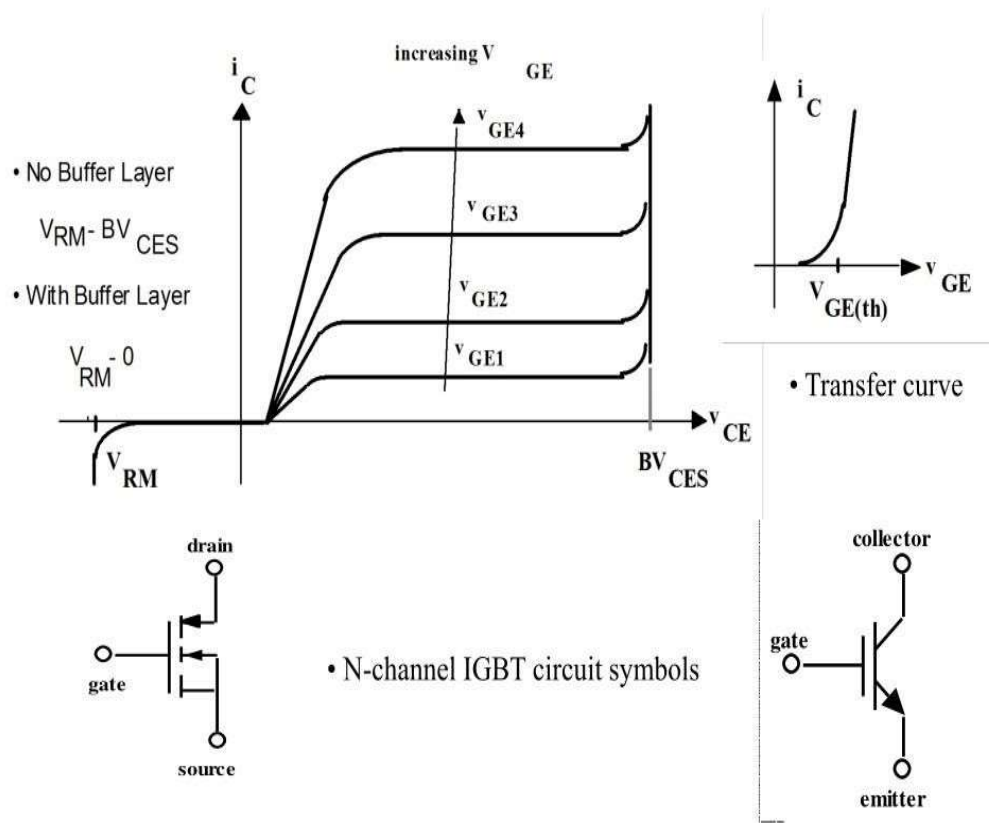 increasing V GE
i C
v GE4
• No Buffer Layer
V RM - BV CES
v GE3
• With Buffer Layer
v GE2
V RM - 0
v GE1
V RM
v CE
BV CES
i C
v GE
V GE(th)
• Transfer curve
drain
gate
source
• N-channel IGBT circuit symbols
collector
gate
emitter